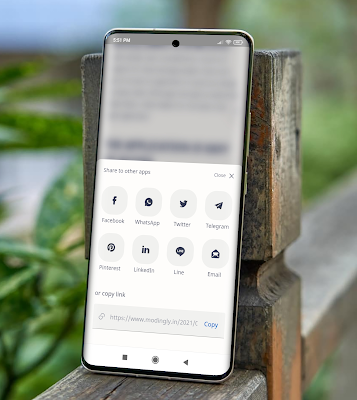 5:51 PM
Share to other apps Close
Facebook WhatsApp Twitter Telegram
Pinterest LinkedIn Line Email
or copy link
https://www.modingly.in/2021/0 Copy